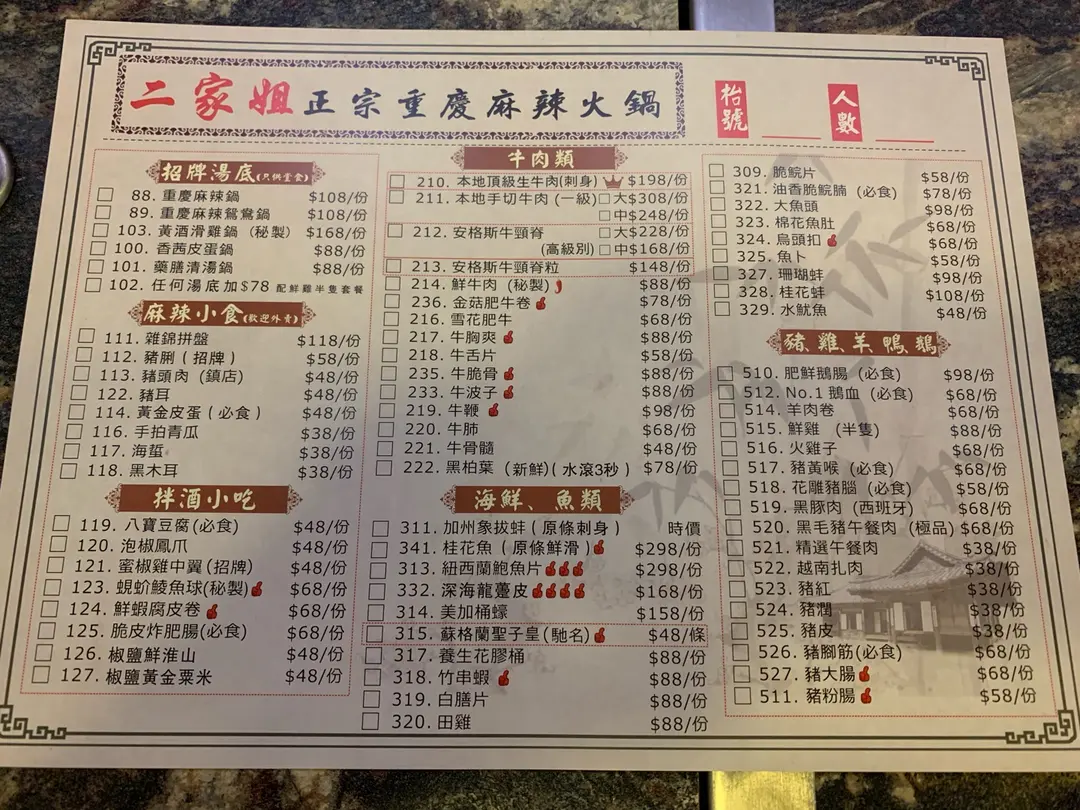 二家姐正宗重慶麻辣火鍋
枱號
人數
招牌湯底(只供堂食)
88. 重慶麻辣鍋 $108/份
89. 重慶麻辣鴛鴦鍋 $108/份
103. 黃酒滑雞鍋 (秘製) $168/份
100. 香茜皮蛋鍋 $88/份
101. 藥膳清湯鍋 $88/份
102. 任何湯底加$78 配鮮雞半隻套餐
麻辣小食(歡迎外賣)
111. 雜錦拼盤 $118/份
112. 豬脷 ( 招牌 ) $58/份
113. 豬頭肉 (鎮店) $48/份
122. 豬耳 $48/份
114. 黃金皮蛋 ( 必食 ) $48/份
116. 手拍青瓜 $38/份
117. 海蜇 $38/份
118. 黑木耳 $38/份
拌酒小吃
119. 八寶豆腐(必食) $48/份
120. 泡椒鳳爪 $48/份
121. 蜜椒雞中翼 (招牌) $48/份
123. 蜆蚧鯪魚球(秘製) $68/份
124. 鮮蝦腐皮卷 $68/份
125. 脆皮炸肥腸(必食) $68/份
126. 椒鹽鮮淮山 $48/份
127. 椒鹽黃金粟米 $48/份
牛肉類
210. 本地頂級生牛肉(刺身) $198/份
211. 本地手切牛肉 (一級) 大$308/份
中$248/份
212. 安格斯牛頸脊 大$228/份
(高級別) 中$168/份
213. 安格斯牛頸脊粒 $148/份
214. 鮮牛肉 (秘製) $88/份
236. 金菇肥牛卷 $78/份
216. 雪花肥牛 $68/份
217. 牛胸爽 $88/份
218. 牛舌片 $58/份
235. 牛脆骨 $88/份
233. 牛波子 $88/份
219. 牛鞭 $98/份
220. 牛肺 $68/份
221. 牛骨髓 $48/份
222. 黑柏葉 (新鮮)( 水滾3秒 ) $78/份
海鮮、魚類
311. 加州象拔蚌 ( 原條刺身 ) 時價
341. 桂花魚 ( 原條鮮滑 ) $298/份
313. 紐西蘭鮑魚片 $298/份
332. 深海龍躉皮 $168/份
314. 美加桶蠔 $158/份
315. 蘇格蘭聖子皇 (馳名) $48/條
317. 養生花膠桶 $88/份
318. 竹串蝦 $88/份
319. 白膳片 $88/份
320. 田雞 $88/份
309. 脆鯇片 $58/份
321. 油香脆鯇腩 (必食) $78/份
322. 大魚頭 $98/份
323. 棉花魚肚 $68/份
324. 烏頭扣 $68/份
325. 魚卜 $58/份
327. 珊瑚蚌 $98/份
328. 桂花蚌 $108/份
329. 水魷魚 $48/份
豬、雞、羊、鴨、鵝
510. 肥鮮鵝腸 (必食) $98/份
512. No.1 鵝血 (必食) $68/份
514. 羊肉卷 $68/份
515. 鮮雞 (半隻) $88/份
516. 火雞子 $68/份
517. 豬黃喉 (必食) $68/份
518. 花雕豬腦 (必食) $58/份
519. 黑豚肉 (西班牙) $68/份
520. 黑毛豬午餐肉 (極品) $68/份
521. 精選午餐肉 $38/份
522. 越南扎肉 $38/份
523. 豬紅 $38/份
524. 豬潤 $38/份
525. 豬皮 $38/份
526. 豬腳筋(必食) $68/份
527. 豬大腸 $68/份
511. 豬粉腸 $58/份